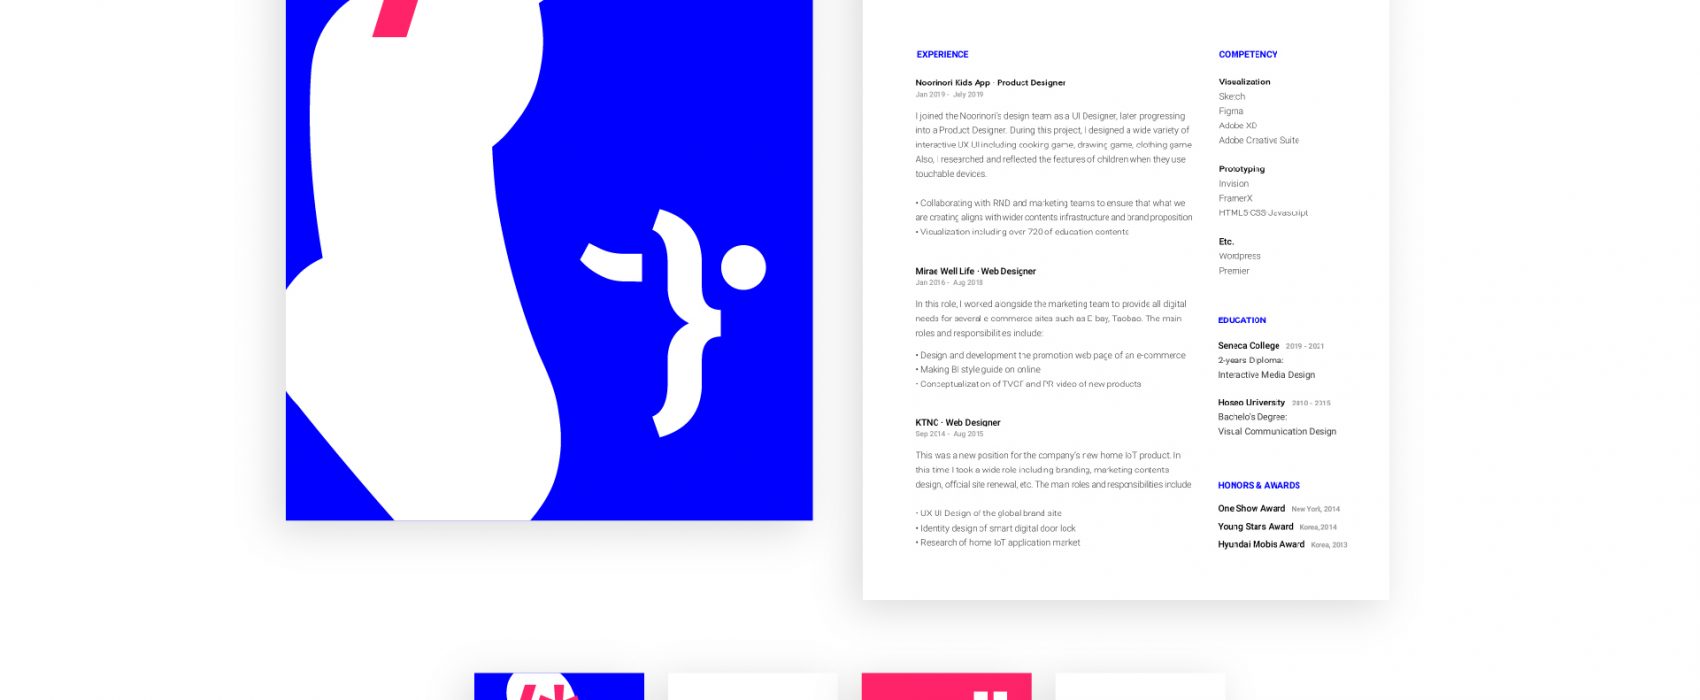 EXPERIENCE
Noorinori Kids App · Product Designer
Jan 2019 - July 2019
I joined the Noorinori's design team as a UI Designer, later progressing
into a Product Designer. During this project, I designed a wide variety of
interactive UX UI including cooking game, drawing game, clothing game
Also, I researched and reflected the features of children when they use
touchable devices.
• Collaborating with RND and marketing teams to ensure that what we
are creating aligns with wider contents infrastructure and brand proposition
• Visualization including over 720 of education contents
Mirae Well Life · Web Designer
Jan 2016 - Aug 2018
In this role, I worked alongside the marketing team to provide all digital
needs for several e commerce sites such as E bay, Taobao. The main
roles and responsibilities include:
• Design and development the promotion web page of an e-commerce
• Making BI style guide on online
• Conceptualization of TVCF and PR video of new products
KTNC · Web Designer
Sep 2014 - Aug 2015
This was a new position for the company's new home IoT product. In
this time I took a wide role including branding, marketing contents
design, official site renewal, etc. The main roles and responsibilities include
• UX UI Design of the global brand site
• Identity design of smart digital door lock
• Research of home IoT application market
COMPETENCY
Visualization
Sketch
Figma
Adobe XD
Adobe Creative Suite
Prototyping
Invision
FramerX
HTML5 CSS Javascript
Etc.
Wordpress
Premier
EDUCATION
Seneca College 2019 - 2021
2-years Diploma:
Interactive Media Design
Hoseo University 2010 - 2015
Bachelo's Degree:
Visual Communication Design
HONORS & AWARDS
One Show Award New York, 2014
Young Stars Award Korea, 2014
Hyundai Mobis Award Korea, 2013